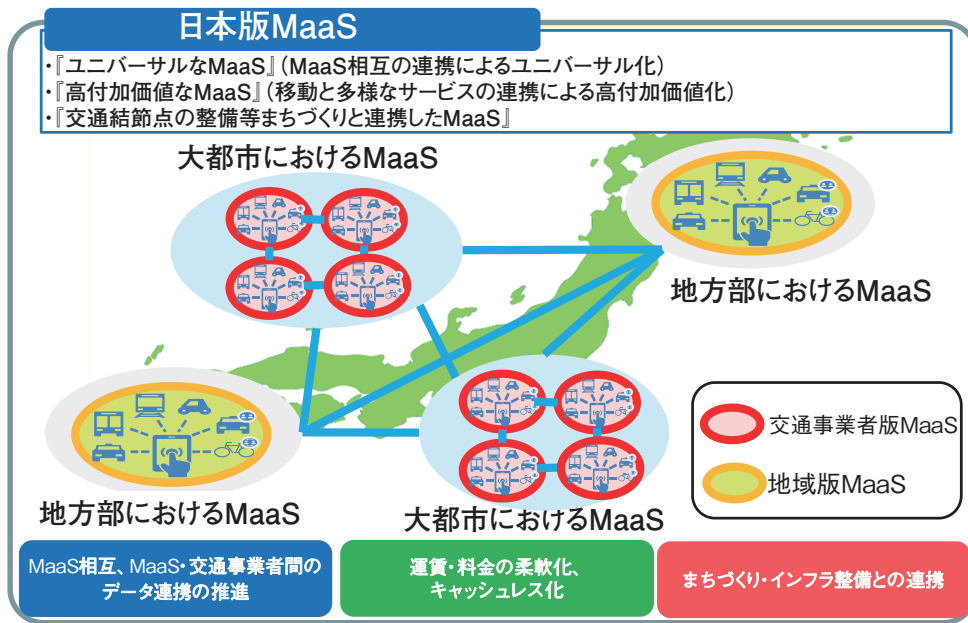 日本版MaaS
・『ユニバーサルなMaaS』(MaaS相互の連携によるユニバーサル化)
・『高付加価値なMaaS』(移動と多様なサービスの連携による高付加価値化)
・『交通結節点の整備等まちづくりと連携したMaaS』
大都市におけるMaaS
地方部におけるMaaS
地方部におけるMaaS
大都市におけるMaaS
交通事業者版MaaS
地域版MaaS
MaaS相互、MaaS・交通事業者間の
データ連携の推進
運賃・料金の柔軟化、
キャッシュレス化
まちづくり・インフラ整備との連携